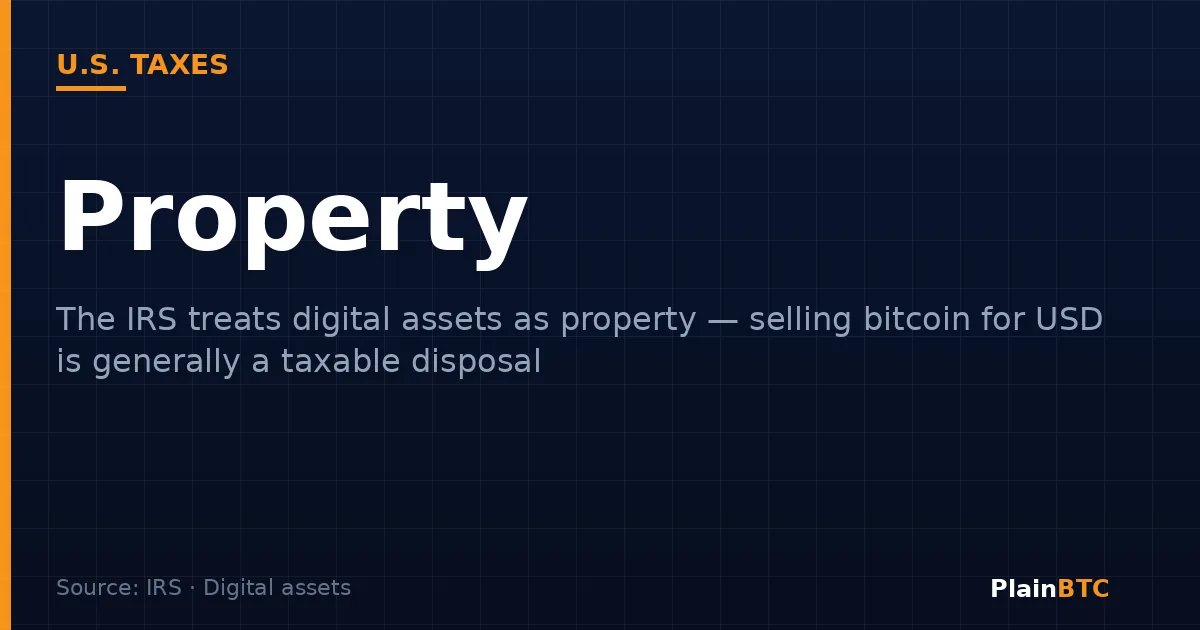 U.S. TAXES
Property
The IRS treats digital assets as property — selling bitcoin for USD
is generally a taxable disposal
Source: IRS · Digital assets
PlainBTC